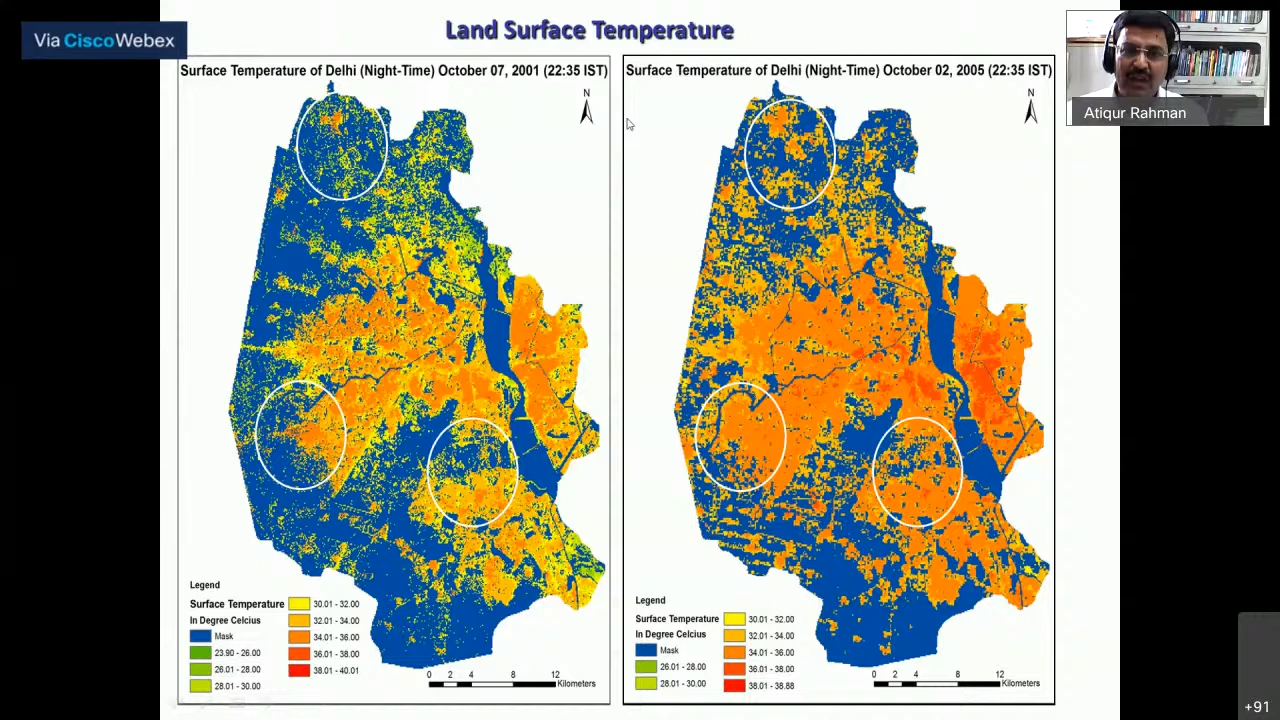 Land Surface Temperature
Via CiscoWebex
Atiqur Rahman
Surface Temperature of Delhi (Night-Time) October 07, 2001 (22:35 IST)
N
Legend
Surface Temperature
In Degree Celcius
Mask
23.90 - 26.00
26.01 - 28.00
28.01 - 30.00
30.01 - 32.00
32.01 - 34.00
34.01 - 36.00
36.01 - 38.00
38.01 - 40.01
0 2 4 8 12
Kilometers
Surface Temperature of Delhi (Night-Time) October 02, 2005 (22:35 IST)
N
Legend
Surface Temperature
In Degree Celcius
Mask
26.01 - 28.00
28.01 - 30.00
30.01 - 32.00
32.01 - 34.00
34.01 - 36.00
36.01 - 38.00
38.01 - 38.88
0 2 4 8 12
Kilometers
+91